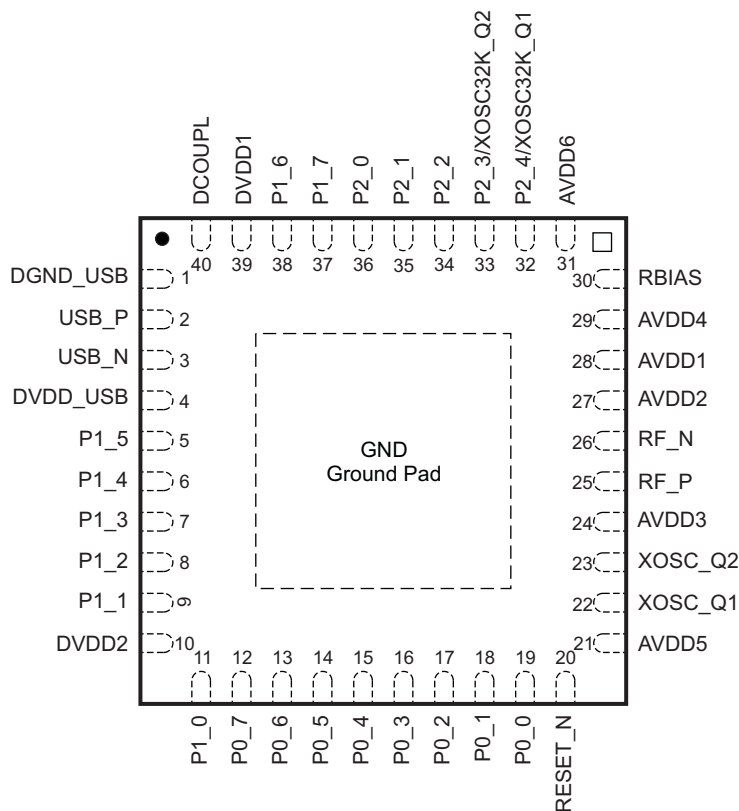 DCOUPL
DVDD1
P1_6
P1_7
P2_0
P2_1
P2_2
P2_3/XOSC32K_Q2
P2_4/XOSC32K_Q1
AVDD6
40
39
38
37
36
35
34
33
32
31
DGND_USB 1
USB_P 2
USB_N 3
DVDD_USB 4
P1_5 5
P1_4 6
P1_3 7
P1_2 8
P1_1 9
DVDD2 10
GND
Ground Pad
30 RBIAS
29 AVDD4
28 AVDD1
27 AVDD2
26 RF_N
25 RF_P
24 AVDD3
23 XOSC_Q2
22 XOSC_Q1
21 AVDD5
11
12
13
14
15
16
17
18
19
20
P1_0
P0_7
P0_6
P0_5
P0_4
P0_3
P0_2
P0_1
P0_0
RESET_N